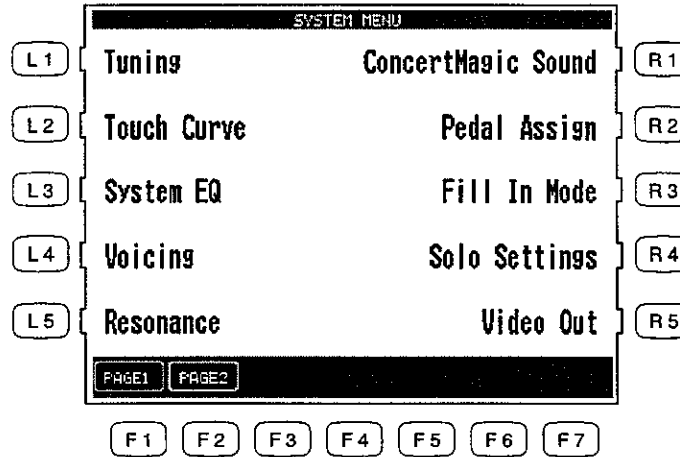 SYSTEM MENU
L1 Tuning ConcertMagic Sound R1
L2 Touch Curve Pedal Assign R2
L3 System EQ Fill In Mode R3
L4 Voicing Solo Settings R4
L5 Resonance Video Out R5
PAGE1 PAGE2
F1 F2 F3 F4 F5 F6 F7